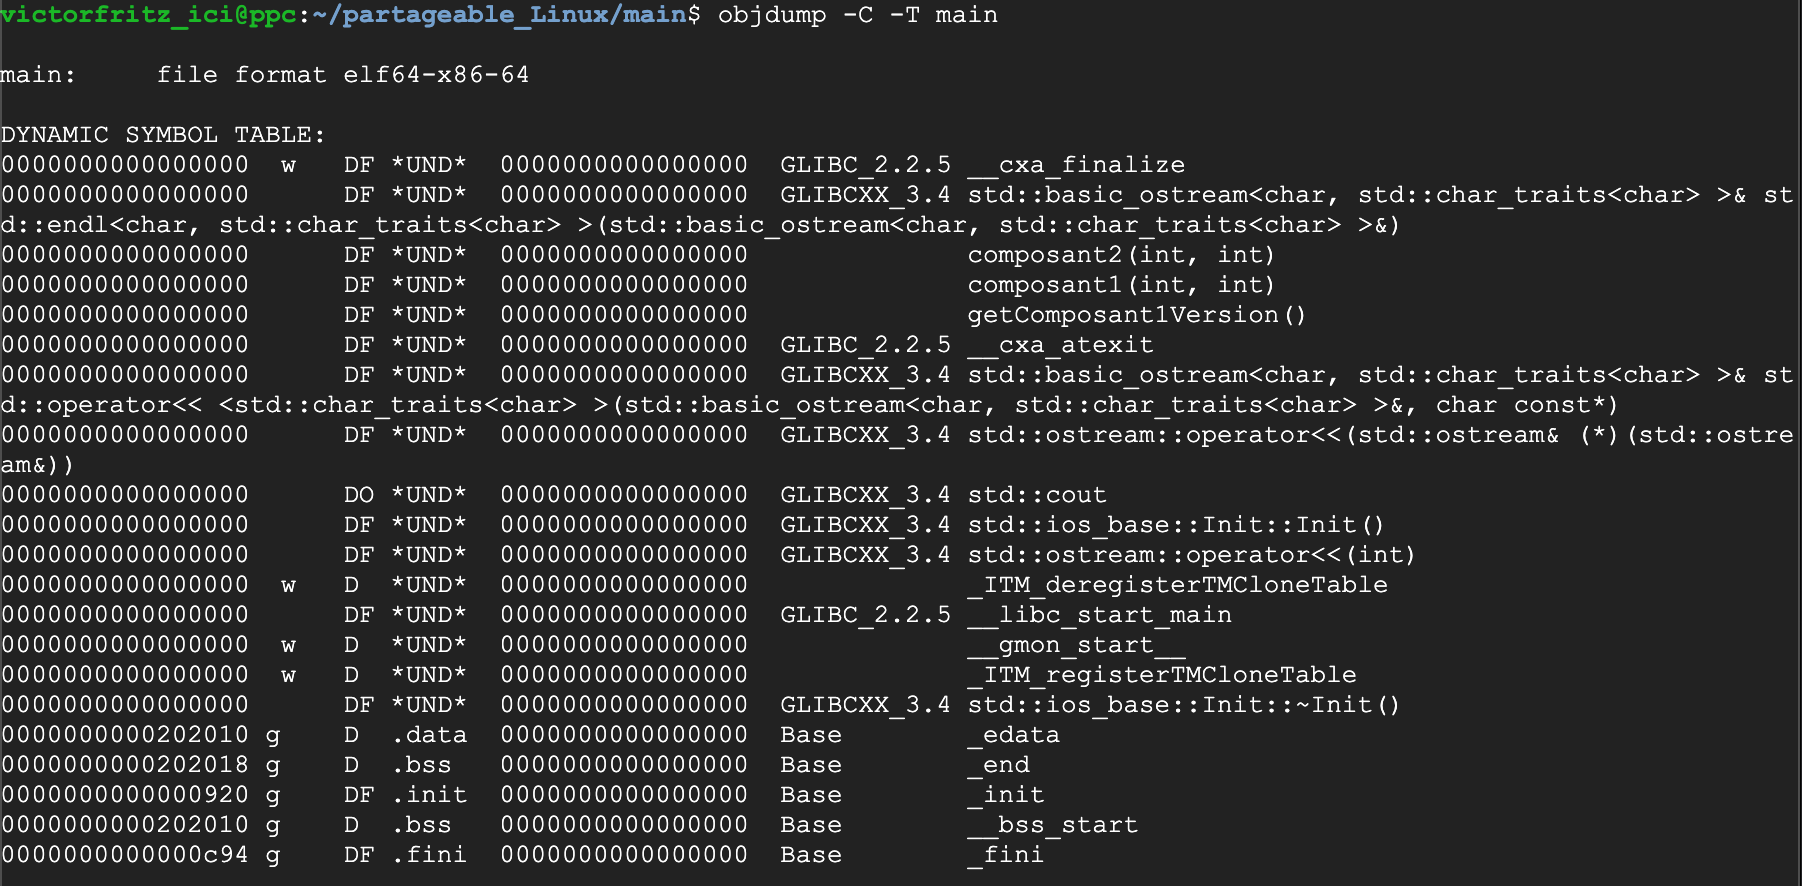 victorfritz_ici@ppc:~/partageable_Linux/main$ objdump -C -T main
main:     file format elf64-x86-64
DYNAMIC SYMBOL TABLE:
0000000000000000  w   DF *UND*  0000000000000000  GLIBC_2.2.5 __cxa_finalize
0000000000000000      DF *UND*  0000000000000000  GLIBCXX_3.4 std::basic_ostream<char, std::char_traits<char> >& st
d::endl<char, std::char_traits<char> >(std::basic_ostream<char, std::char_traits<char> >&)
0000000000000000      DF *UND*  0000000000000000              composant2(int, int)
0000000000000000      DF *UND*  0000000000000000              composant1(int, int)
0000000000000000      DF *UND*  0000000000000000              getComposant1Version()
0000000000000000      DF *UND*  0000000000000000  GLIBC_2.2.5 __cxa_atexit
0000000000000000      DF *UND*  0000000000000000  GLIBCXX_3.4 std::basic_ostream<char, std::char_traits<char> >& st
d::operator<< <std::char_traits<char> >(std::basic_ostream<char, std::char_traits<char> >&, char const*)
0000000000000000      DF *UND*  0000000000000000  GLIBCXX_3.4 std::ostream::operator<<(std::ostream& (*)(std::ostre
am&))
0000000000000000      DO *UND*  0000000000000000  GLIBCXX_3.4 std::cout
0000000000000000      DF *UND*  0000000000000000  GLIBCXX_3.4 std::ios_base::Init::Init()
0000000000000000      DF *UND*  0000000000000000  GLIBCXX_3.4 std::ostream::operator<<(int)
0000000000000000  w   D  *UND*  0000000000000000              _ITM_deregisterTMCloneTable
0000000000000000      DF *UND*  0000000000000000  GLIBC_2.2.5 __libc_start_main
0000000000000000  w   D  *UND*  0000000000000000              __gmon_start__
0000000000000000  w   D  *UND*  0000000000000000              _ITM_registerTMCloneTable
0000000000000000      DF *UND*  0000000000000000  GLIBCXX_3.4 std::ios_base::Init::~Init()
0000000000202010 g    D  .data  0000000000000000  Base        _edata
0000000000202018 g    D  .bss   0000000000000000  Base        _end
0000000000000920 g    DF .init  0000000000000000  Base        _init
0000000000202010 g    D  .bss   0000000000000000  Base        __bss_start
0000000000000c94 g    DF .fini  0000000000000000  Base        _fini